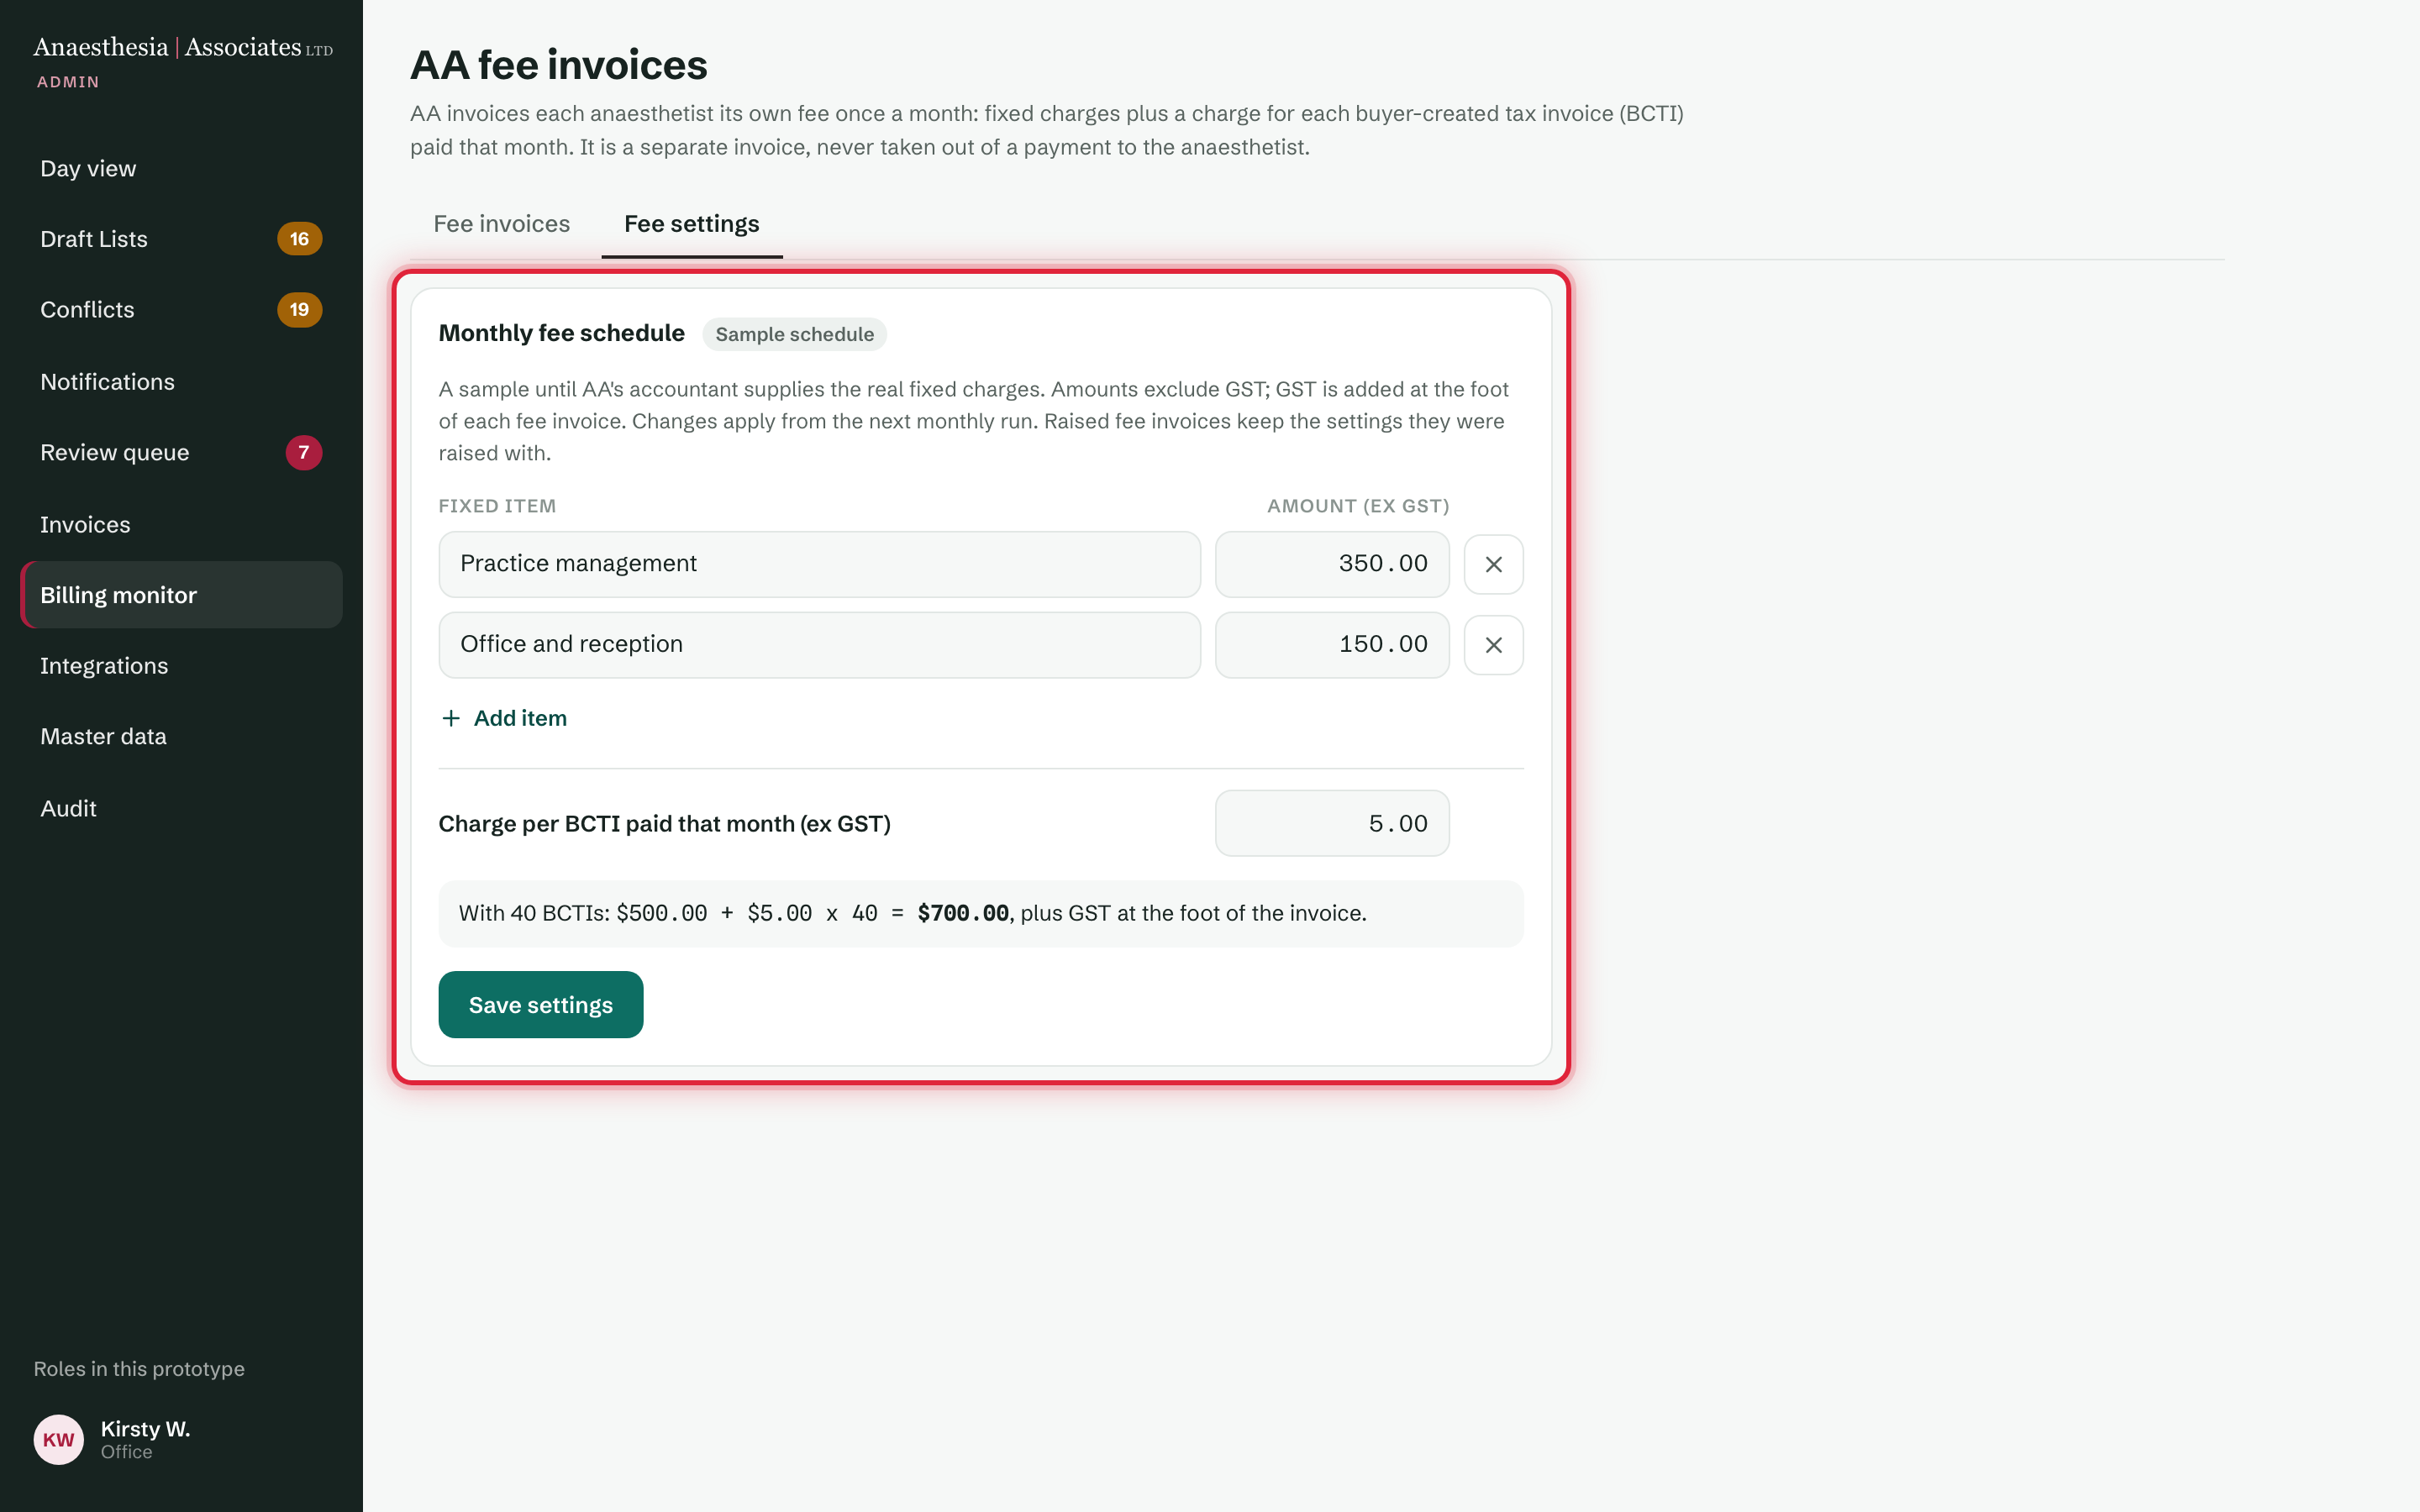 Anaesthesia | Associates LTD
ADMIN
Day view
Draft Lists 16
Conflicts 19
Notifications
Review queue 7
Invoices
Billing monitor
Integrations
Master data
Audit
Roles in this prototype
KW Kirsty W.
Office
AA fee invoices
AA invoices each anaesthetist its own fee once a month: fixed charges plus a charge for each buyer-created tax invoice (BCTI)
paid that month. It is a separate invoice, never taken out of a payment to the anaesthetist.
Fee invoices Fee settings
Monthly fee schedule Sample schedule
A sample until AA's accountant supplies the real fixed charges. Amounts exclude GST; GST is added at the foot
of each fee invoice. Changes apply from the next monthly run. Raised fee invoices keep the settings they were
raised with.
FIXED ITEM AMOUNT (EX GST)
Practice management 350.00
Office and reception 150.00
+ Add item
Charge per BCTI paid that month (ex GST) 5.00
With 40 BCTIs: $500.00 + $5.00 x 40 = $700.00, plus GST at the foot of the invoice.
Save settings